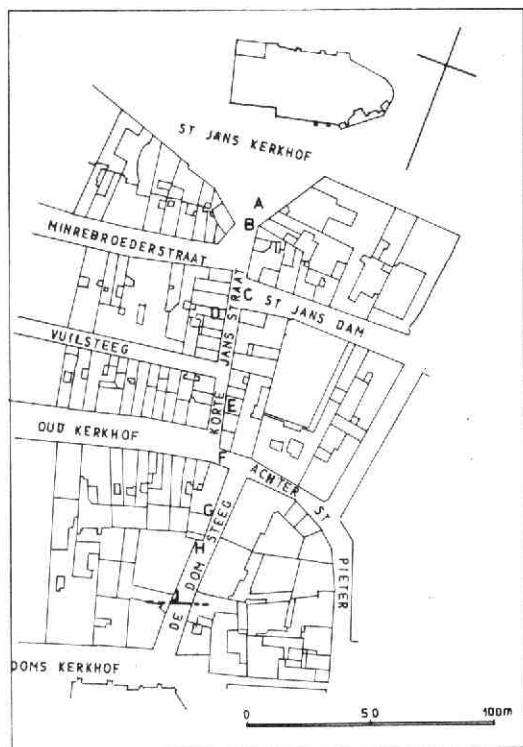 ST JANS KERKHOF
A
B
MINREBROEDERSTRAAT
C
ST JANS DAM
D
KORTE JANS STRAAT
VUILSTEEG
E
OUD KERKHOF
F
ACHTER ST PIETER
G
H
DE DOM STEEG
J
DOMS KERKHOF
0 50 100m